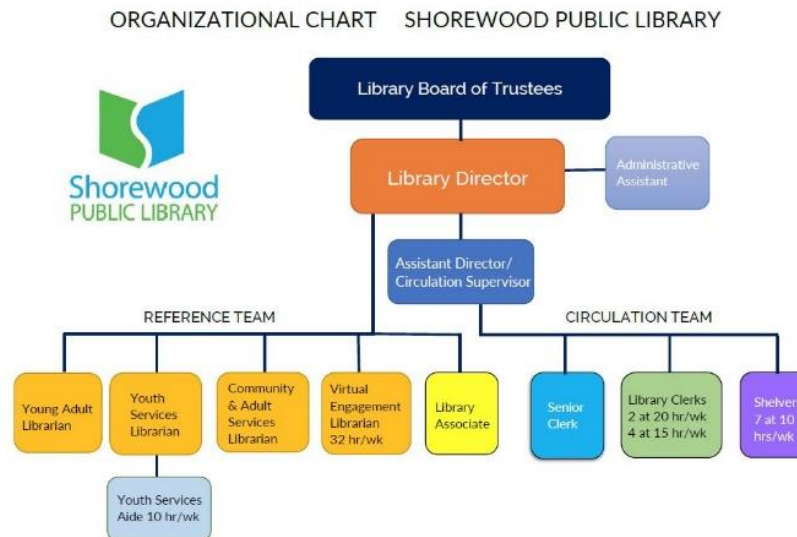 ORGANIZATIONAL CHART SHOREWOOD PUBLIC LIBRARY
Library Board of Trustees
Shorewood
PUBLIC LIBRARY
Library Director
Administrative
Assistant
Assistant Director/
Circulation Supervisor
REFERENCE TEAM
CIRCULATION TEAM
Young Adult
Librarian
Youth
Services
Librarian
Community
& Adult
Services
Librarian
Virtual
Engagement
Librarian
32 hr/wk
Library
Associate
Senior
Clerk
Library Clerks
2 at 20 hr/wk
4 at 15 hr/wk
Shelver
7 at 10
hrs/wk
Youth Services
Aide 10 hr/wk